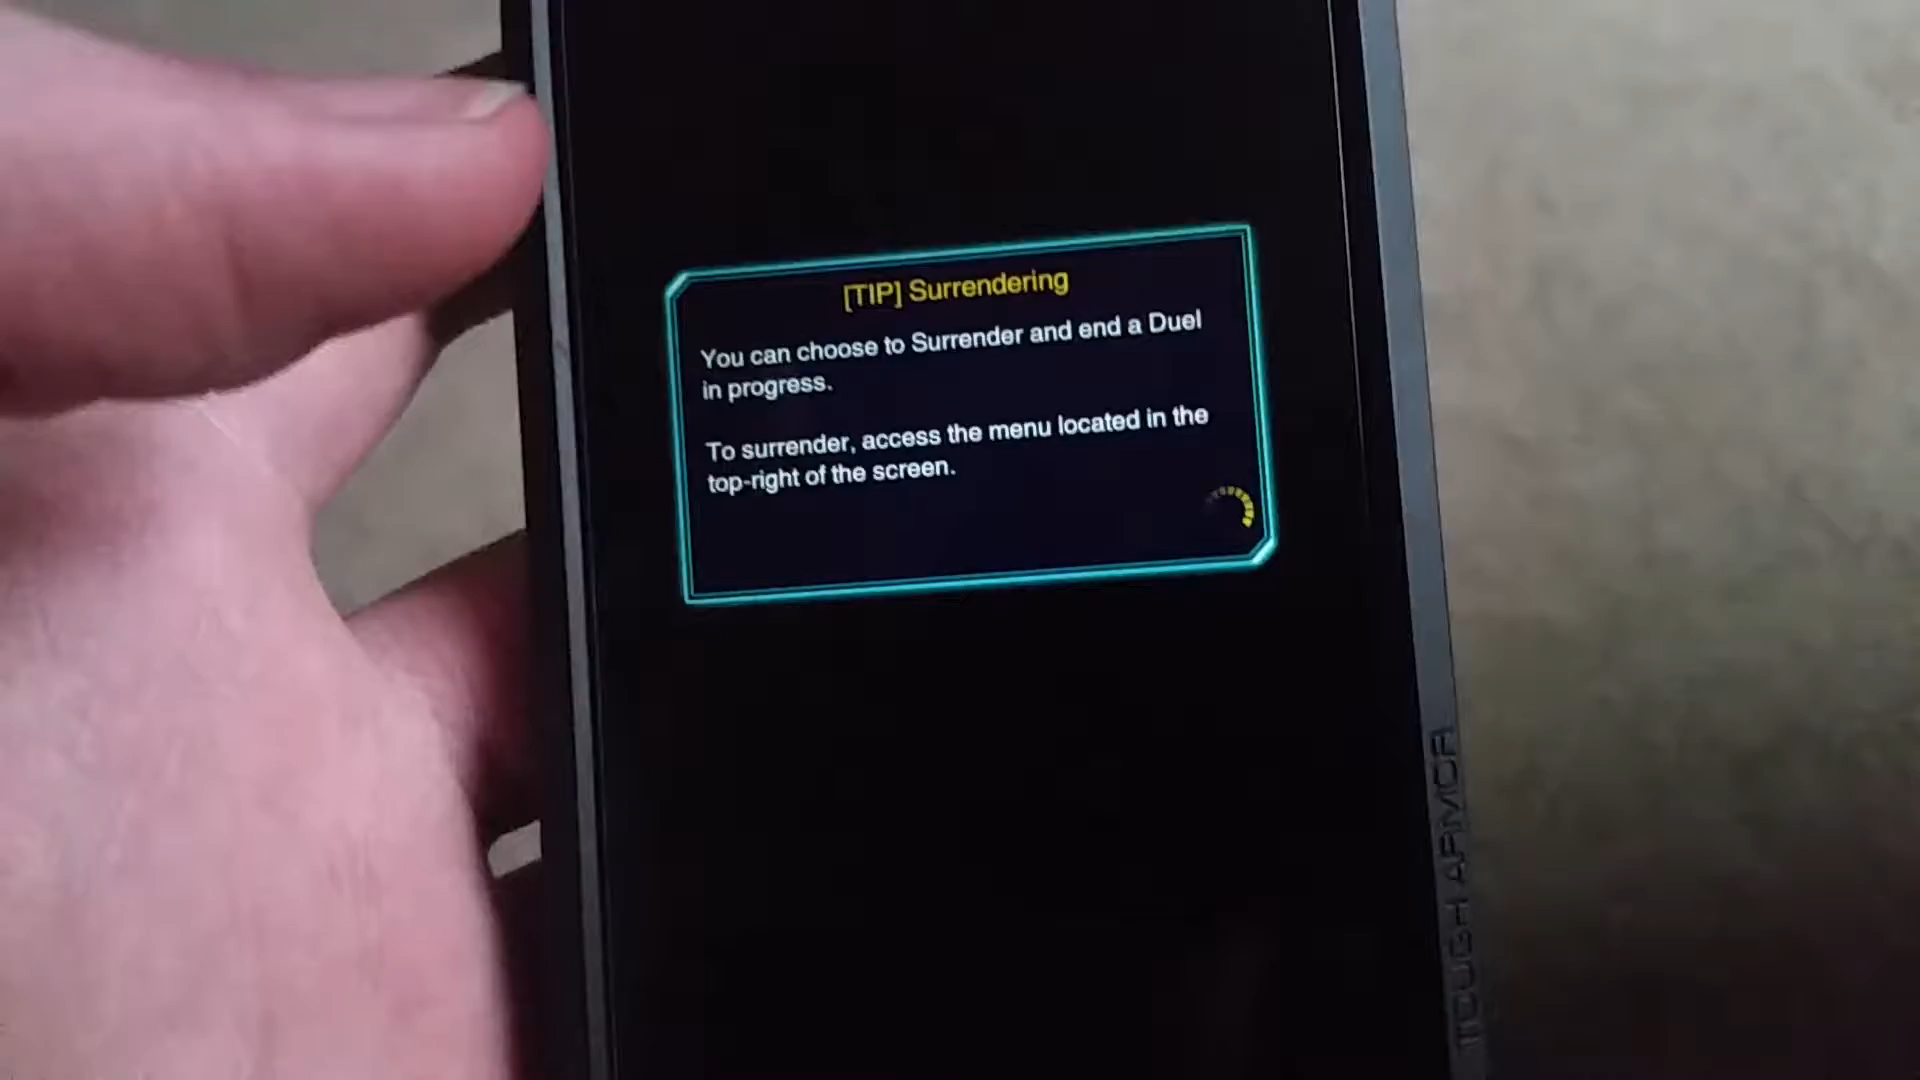 [TIP] Surrendering
You can choose to Surrender and end a Duel
in progress.
To surrender, access the menu located in the
top-right of the screen.
TOUGH ARMOR